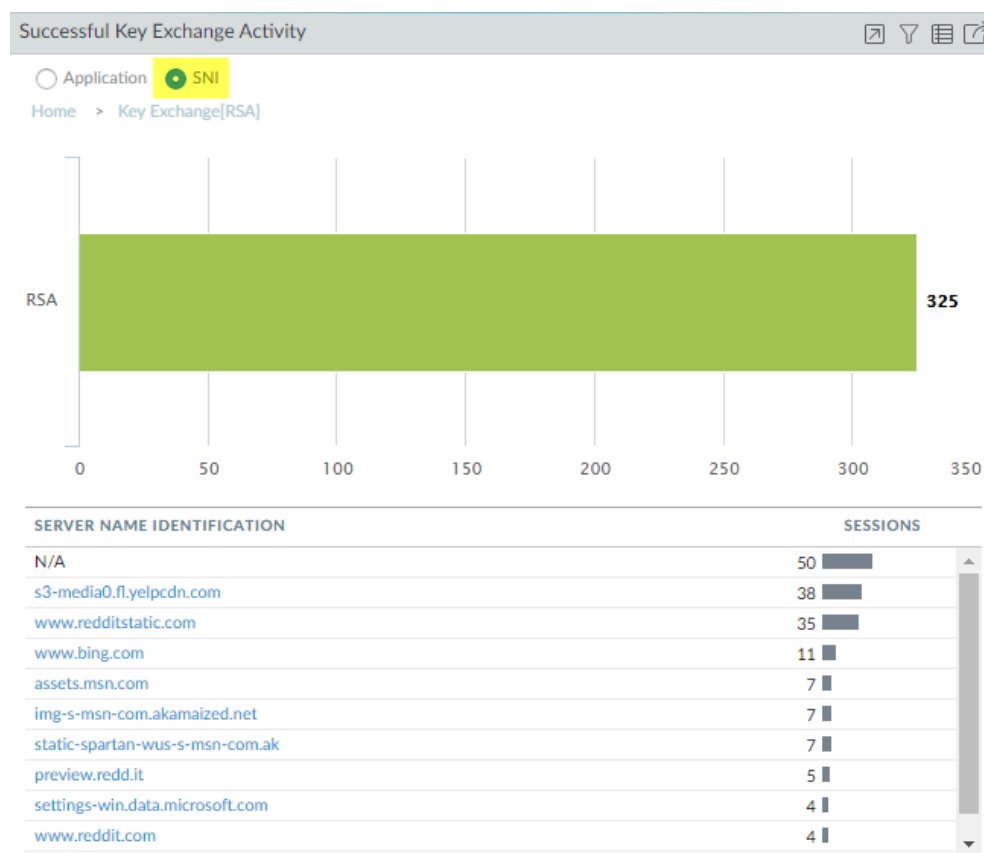 Successful Key Exchange Activity
Application SNI
Home > Key Exchange[RSA]
RSA 325
0 50 100 150 200 250 300 350
SERVER NAME IDENTIFICATION SESSIONS
N/A 50
s3-media0.fl.yelpcdn.com 38
www.redditstatic.com 35
www.bing.com 11
assets.msn.com 7
img-s-msn-com.akamaized.net 7
static-spartan-wus-s-msn-com.ak 7
preview.redd.it 5
settings-win.data.microsoft.com 4
www.reddit.com 4